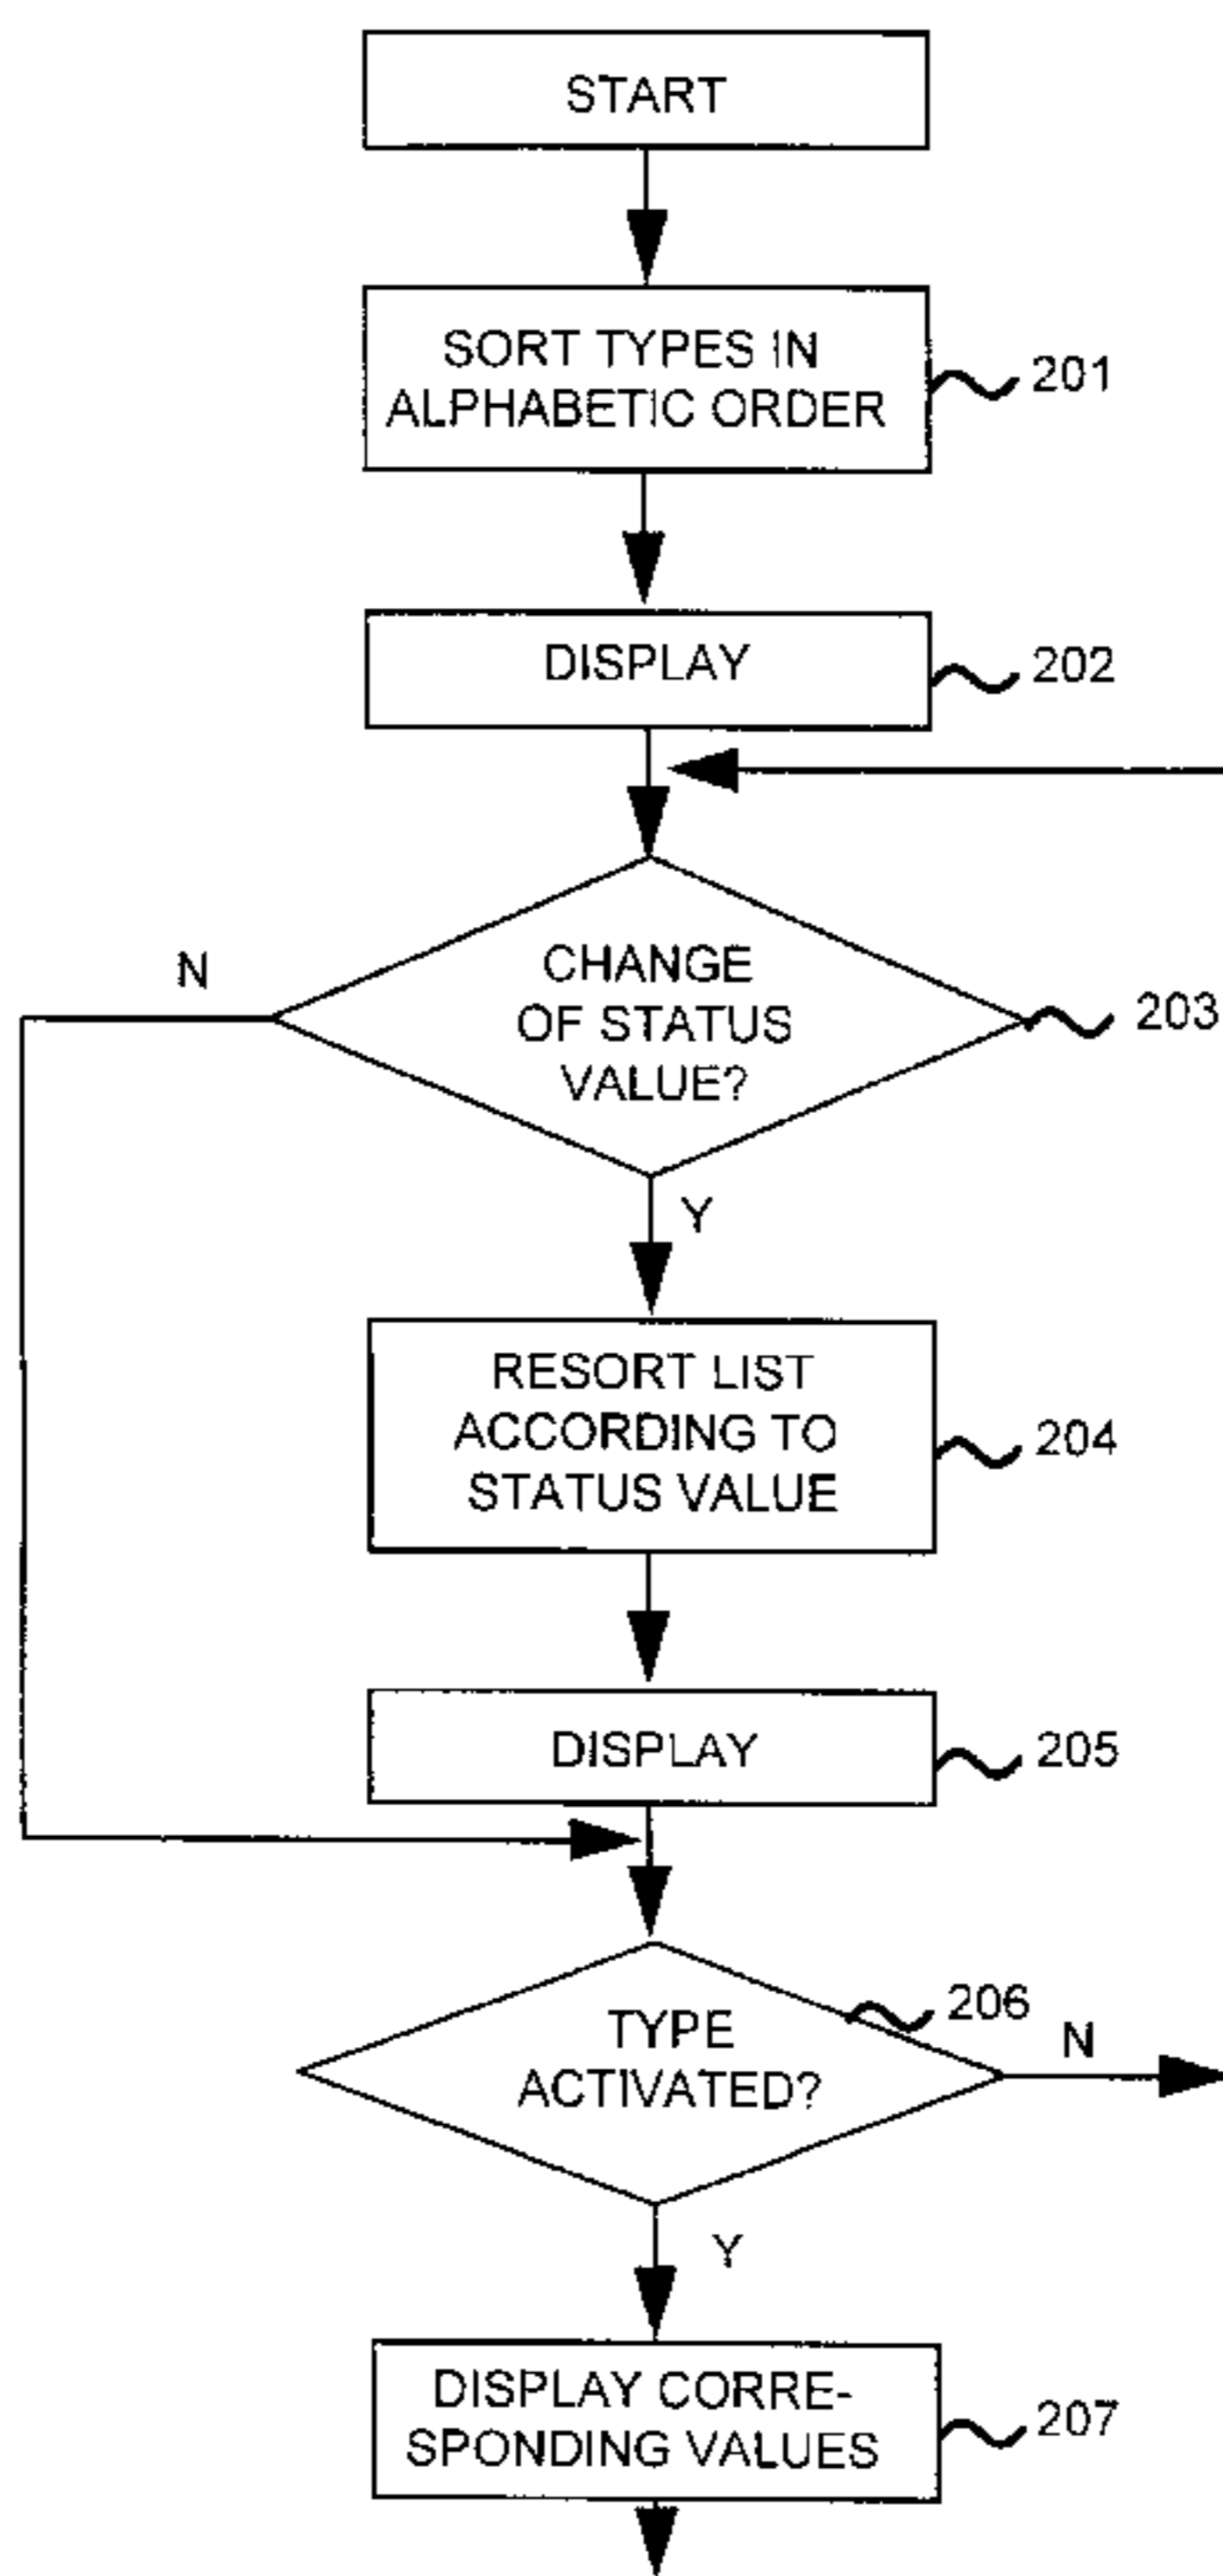 START
SORT TYPES IN
ALPHABETIC ORDER
201
DISPLAY
202
N
CHANGE
OF STATUS
VALUE?
203
Y
RESORT LIST
ACCORDING TO
STATUS VALUE
204
DISPLAY
205
TYPE
ACTIVATED?
206
N
Y
DISPLAY CORRE-
SPONDING VALUES
207